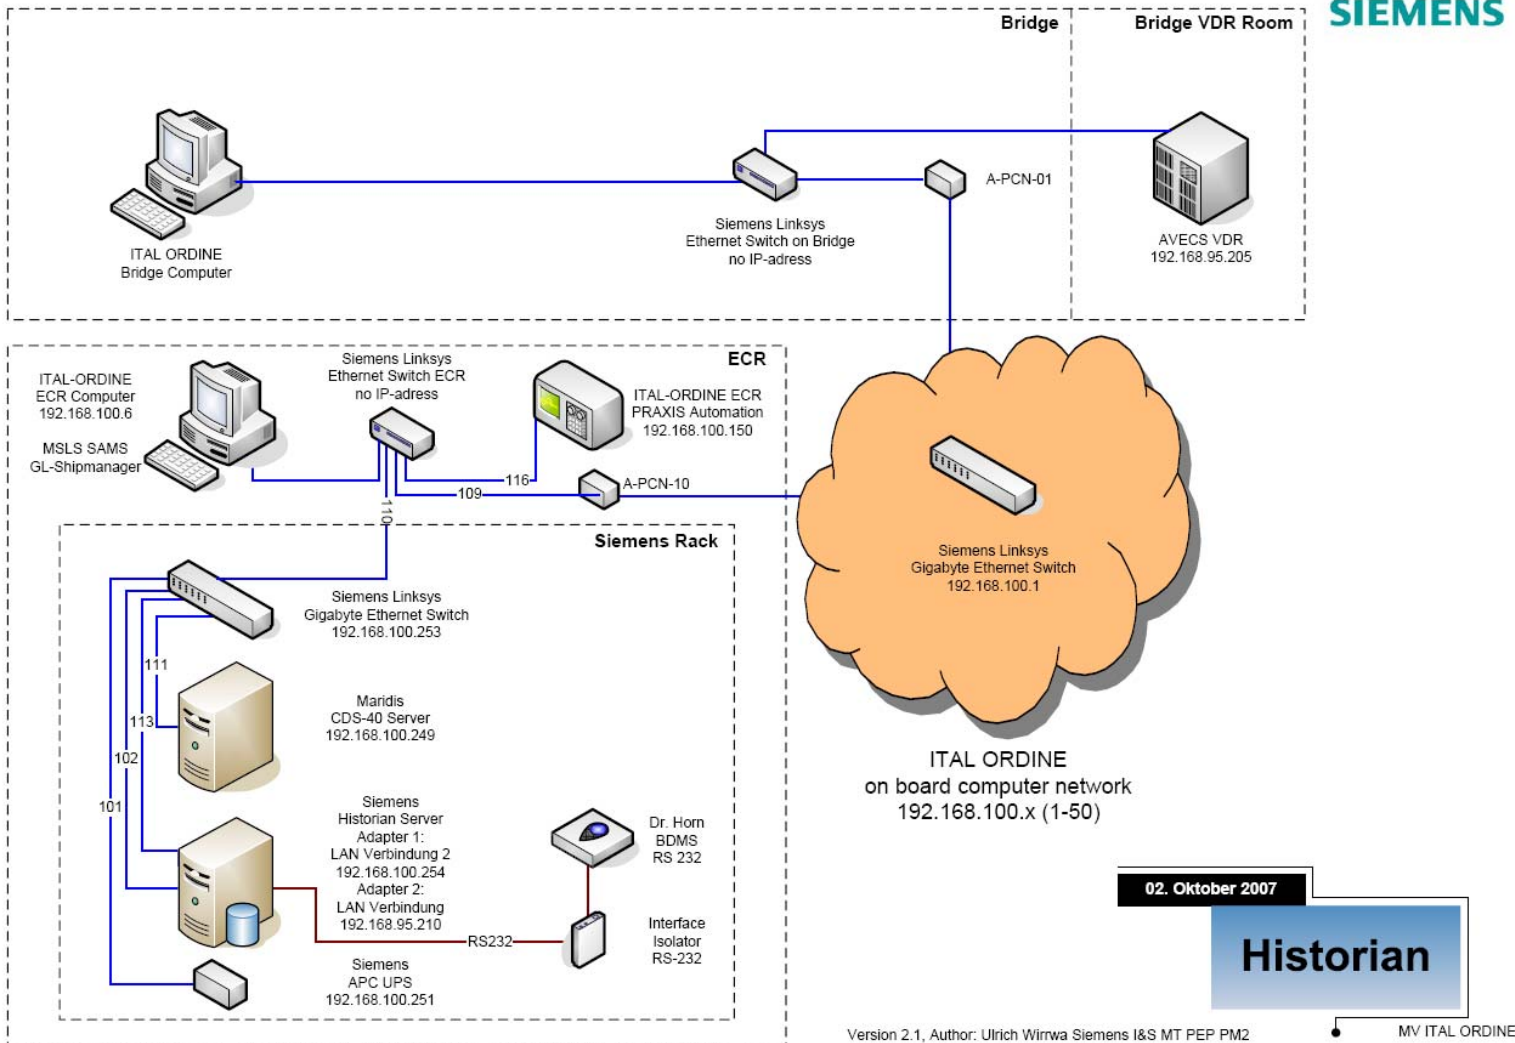 SIEMENS
Bridge
Bridge VDR Room
A-PCN-01
Siemens Linksys
Ethernet Switch on Bridge
no IP-adress
ITAL ORDINE
Bridge Computer
AVECS VDR
192.168.95.205
ECR
ITAL-ORDINE
ECR Computer
192.168.100.6
MSLS SAMS
GL-Shipmanager
Siemens Linksys
Ethernet Switch ECR
no IP-adress
ITAL-ORDINE ECR
PRAXIS Automation
192.168.100.150
116
109
A-PCN-10
110
Siemens Rack
Siemens Linksys
Gigabyte Ethernet Switch
192.168.100.253
111
113
102
101
Maridis
CDS-40 Server
192.168.100.249
Siemens
Historian Server
Adapter 1:
LAN Verbindung 2
192.168.100.254
Adapter 2:
LAN Verbindung
192.168.95.210
RS232
Dr. Horn
BDMS
RS 232
Interface
Isolator
RS-232
Siemens
APC UPS
192.168.100.251
Siemens Linksys
Gigabyte Ethernet Switch
192.168.100.1
ITAL ORDINE
on board computer network
192.168.100.x (1-50)
02. Oktober 2007
Historian
Version 2.1, Author: Ulrich Wirrwa Siemens I&S MT PEP PM2
MV ITAL ORDINE